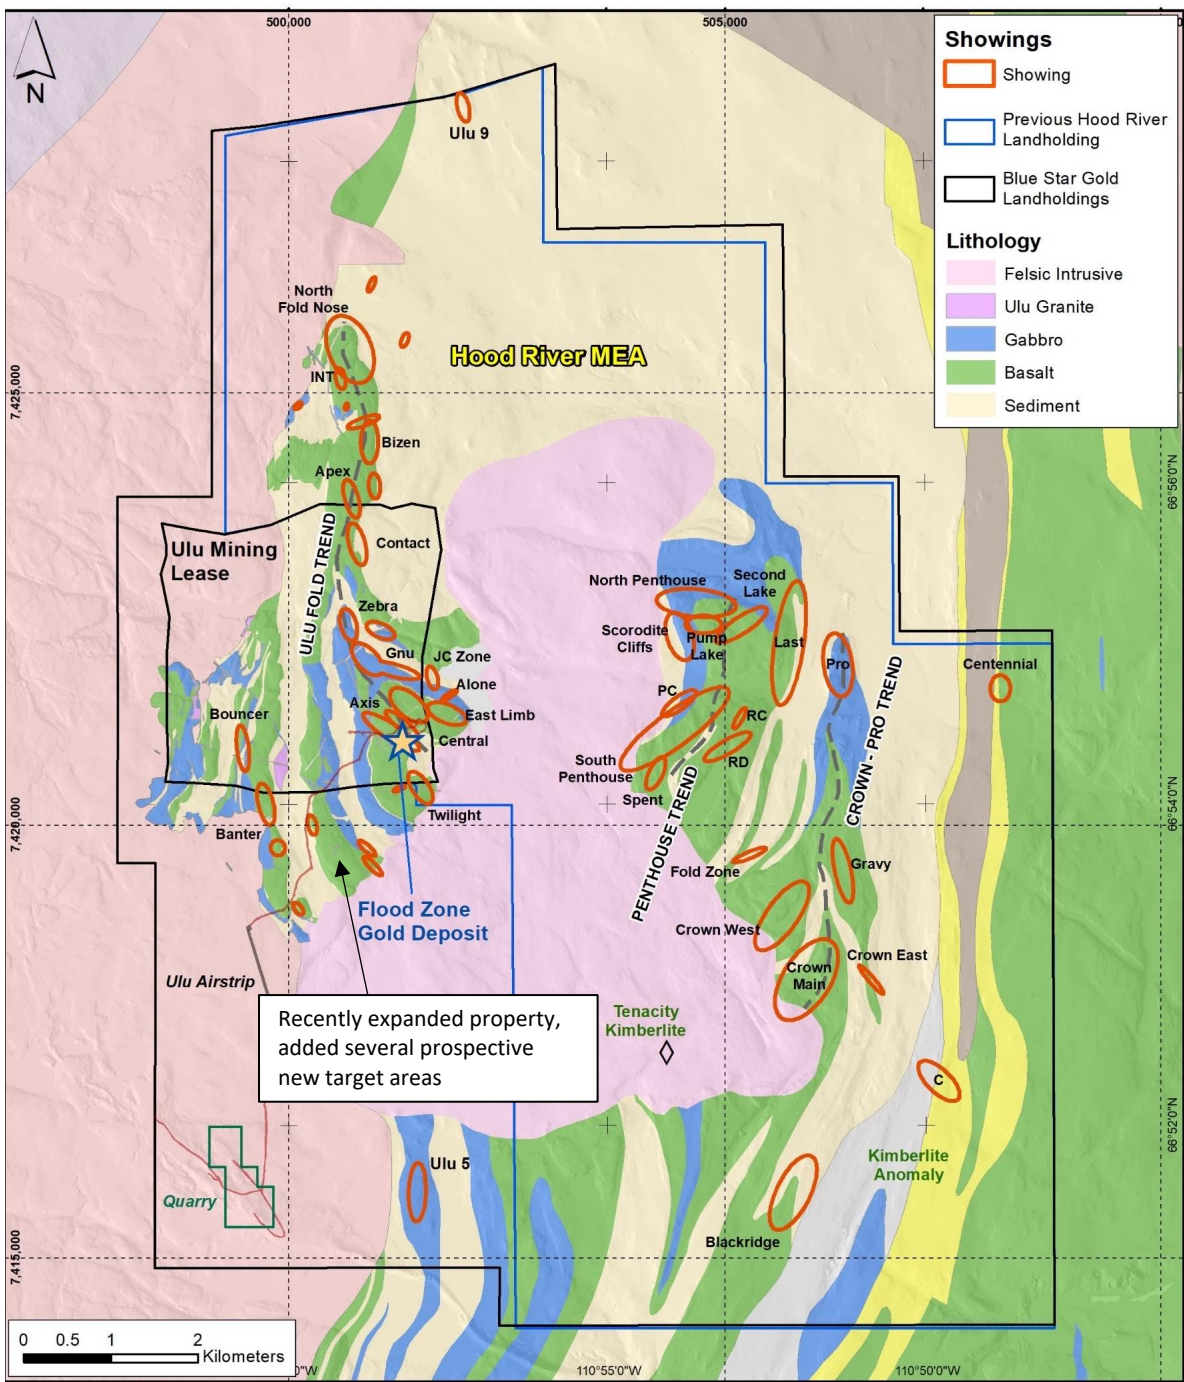 500,000
505,000
N
Showings
Showing
Previous Hood River
Landholding
Blue Star Gold
Landholdings
Lithology
Felsic Intrusive
Ulu Granite
Gabbro
Basalt
Sediment
Ulu 9
North
Fold Nose
Hood River MEA
INT
7,425,000
Bizen
Apex
66°56'0"N
Ulu Mining
Lease
ULU FOLD TREND
Contact
North Penthouse
Second
Lake
Zebra
Scorodite
Cliffs
Pump
Lake
Last
Gnu
JC Zone
Pro
Centennial
Alone
PC
Axis
Bouncer
East Limb
RC
Central
RD
South
Penthouse
Spent
CROWN - PRO TREND
PENTHOUSE TREND
66°54'0"N
7,420,000
Twilight
Banter
Fold Zone
Gravy
Flood Zone
Gold Deposit
Crown West
Crown East
Crown
Main
Ulu Airstrip
Recently expanded property,
added several prospective
new target areas
Tenacity
Kimberlite
C
66°52'0"N
Kimberlite
Anomaly
Ulu 5
Quarry
Blackridge
7,415,000
0 0.5 1 2
Kilometers
0"W
110°55'0"W
110°50'0"W